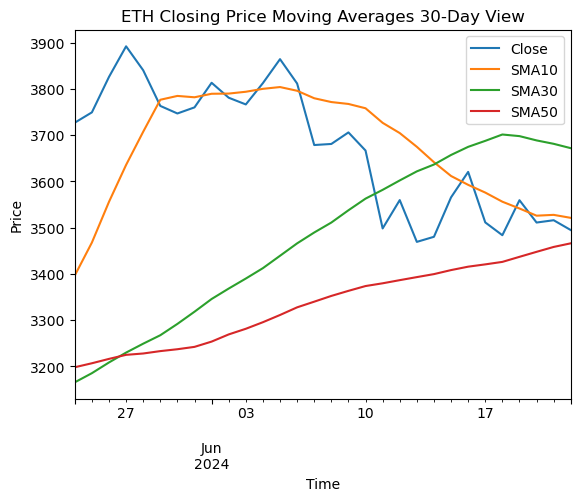 ETH Closing Price Moving Averages 30-Day View
Close
SMA10
SMA30
SMA50
Price
3900
3800
3700
3600
3500
3400
3300
3200
27
03
10
17
Jun
2024
Time